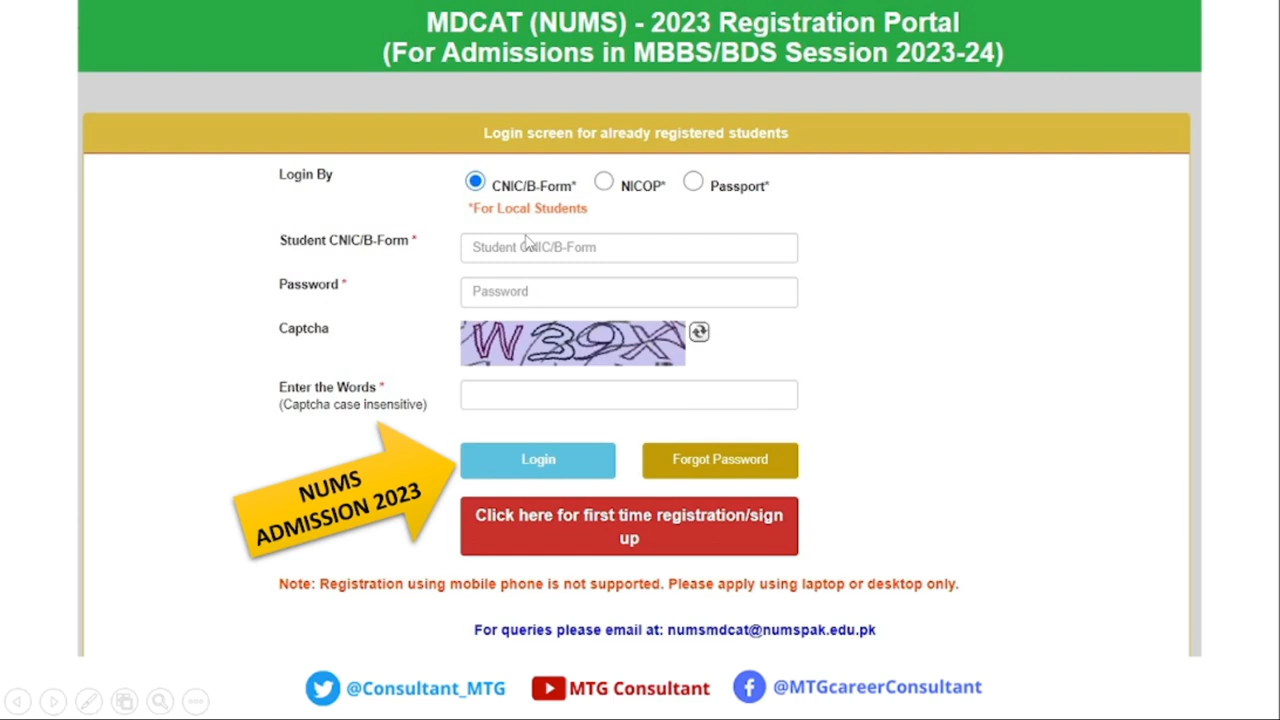 MDCAT (NUMS) - 2023 Registration Portal
(For Admissions in MBBS/BDS Session 2023-24)
Login screen for already registered students
Login By
CNIC/B-Form* NICOP* Passport*
*For Local Students
Student CNIC/B-Form * Student CNIC/B-Form
Password * Password
Captcha W39X
Enter the Words *
(Captcha case insensitive)
Login Forgot Password
NUMS
ADMISSION 2023
Click here for first time registration/sign
up
Note: Registration using mobile phone is not supported. Please apply using laptop or desktop only.
For queries please email at: numsmdcat@numspak.edu.pk
@Consultant_MTG MTG Consultant @MTGcareerConsultant